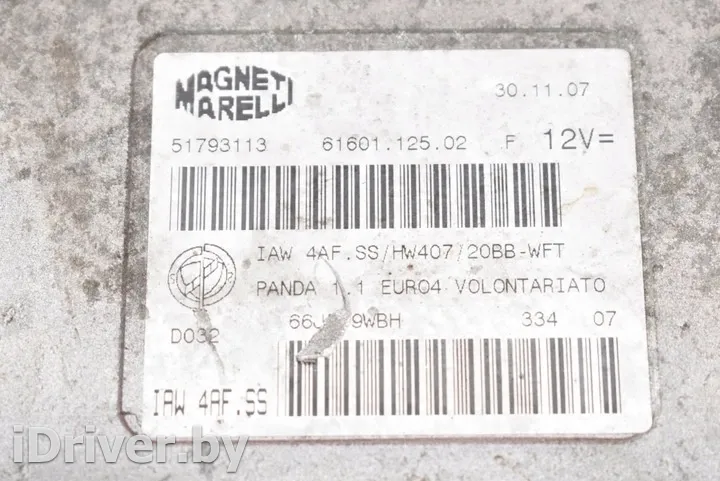 MAGNETI MARELLI
30.11.07
51793113 61601.125.02 F 12V=
IAW 4AF.SS/HW407/20BB-WFT
PANDA 1.1 EURO4 VOLONTARIATO
D032 334 07
IAW 4AF.SS
iDriver.by